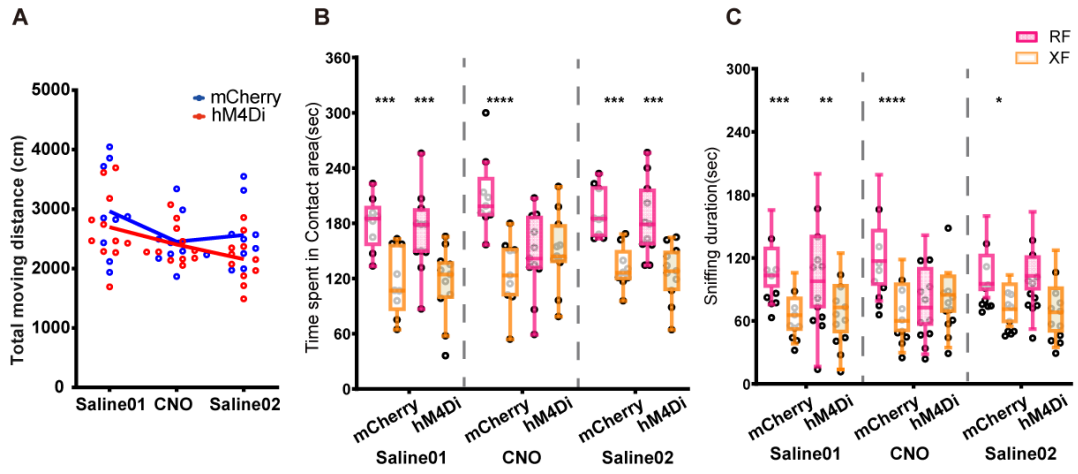 A
Total moving distance (cm)
5000
4000
3000
2000
1000
0
mCherry
hM4Di
Saline01 CNO Saline02
B
Time spent in Contact area(sec)
360
300
240
180
120
60
0
*** *** **** *** ***
mCherry hM4Di mCherry hM4Di mCherry hM4Di
Saline01 CNO Saline02
C
RF
XF
Sniffing duration(sec)
300
240
180
120
60
0
*** ** **** *
mCherry hM4Di mCherry hM4Di mCherry hM4Di
Saline01 CNO Saline02